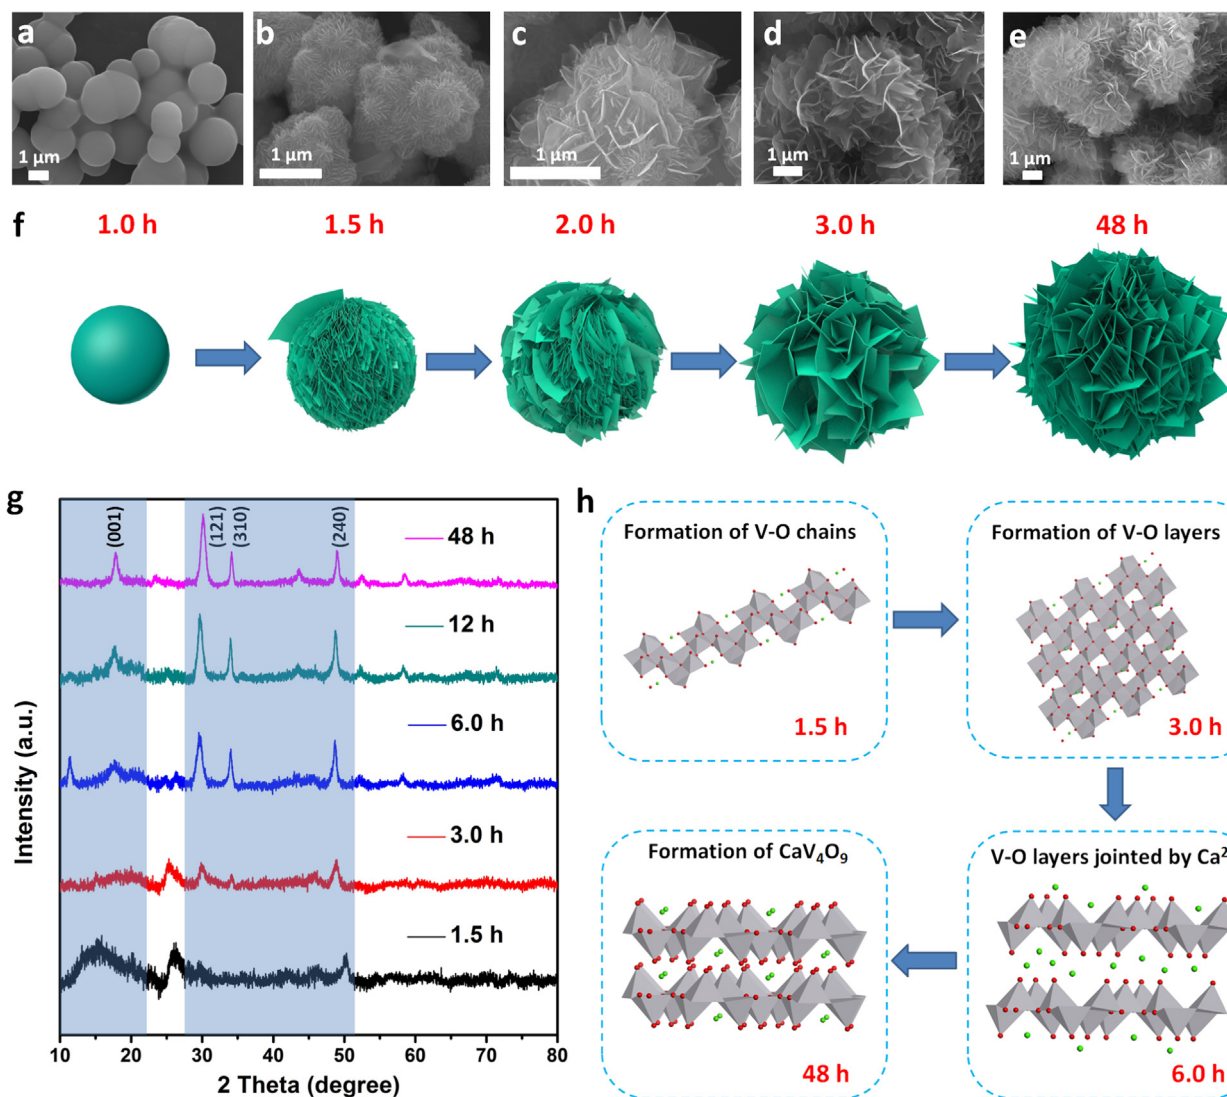 a
b
c
d
e
1 μm
1 μm
1 μm
1 μm
1 μm
f
1.0 h
1.5 h
2.0 h
3.0 h
48 h
g
(001)
(121)
(310)
(240)
48 h
12 h
6.0 h
3.0 h
1.5 h
Intensity (a.u.)
10 20 30 40 50 60 70 80
2 Theta (degree)
h
Formation of V-O chains
1.5 h
Formation of V-O layers
3.0 h
Formation of CaV₄O₉
48 h
V-O layers jointed by Ca²
6.0 h